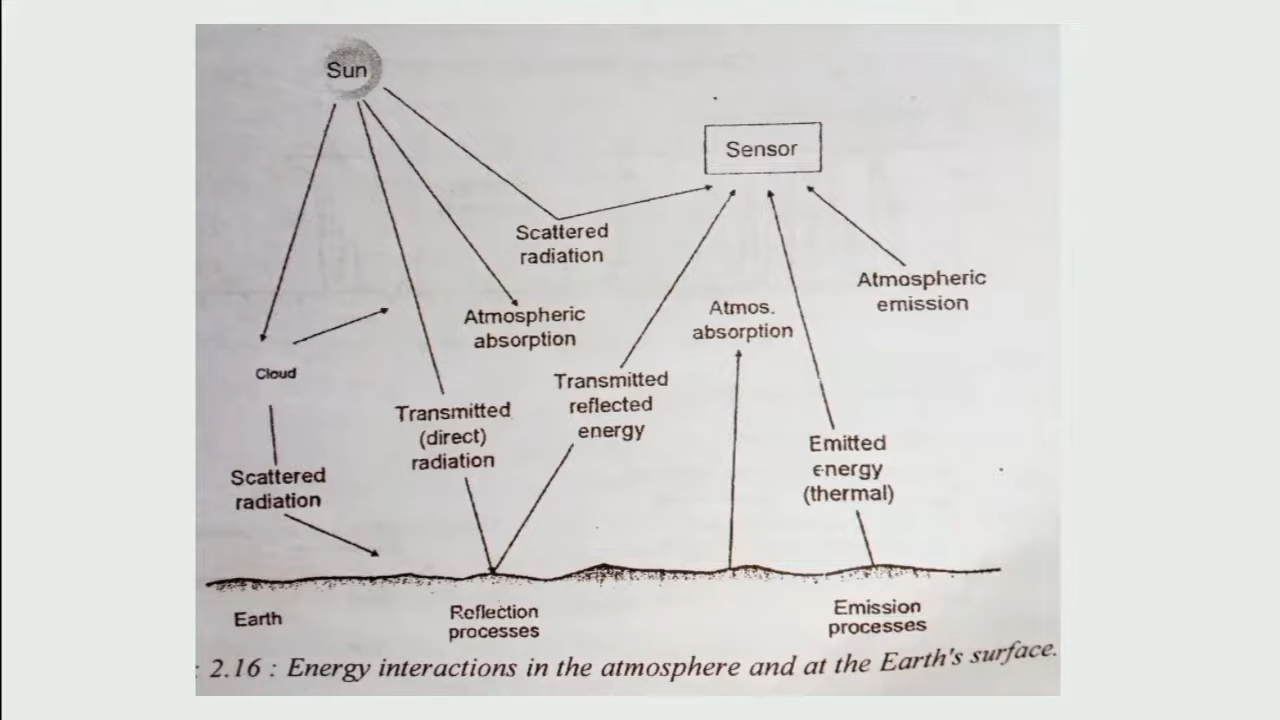 Sun
Sensor
Scattered
radiation
Atmospheric
emission
Atmospheric
absorption
Atmos.
absorption
Cloud
Transmitted
(direct)
radiation
Transmitted
reflected
energy
Emitted
energy
(thermal)
Scattered
radiation
Earth
Reflection
processes
Emission
processes
: 2.16 : Energy interactions in the atmosphere and at the Earth's surface.